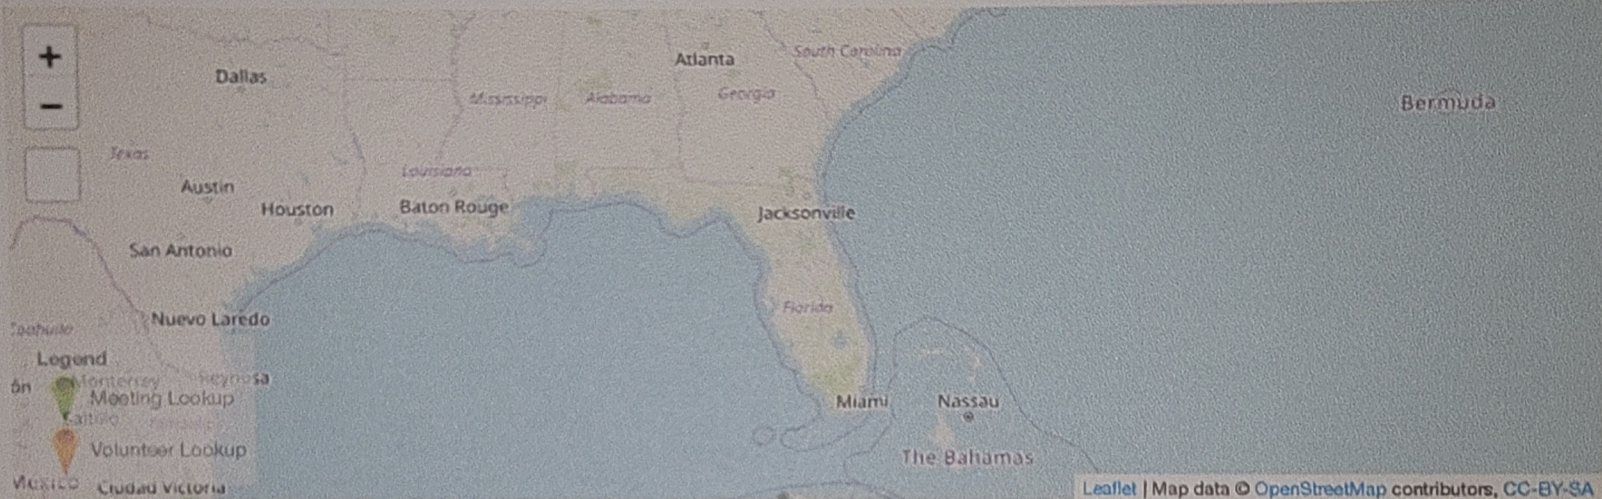 +
−
Dallas
Atlanta
South Carolina
Mississippi
Alabama
Georgia
Bermuda
Texas
Louisiana
Austin
Houston
Baton Rouge
Jacksonville
San Antonio
Florida
Nuevo Laredo
Legend
Monterrey
Reynosa
ón
Meeting Lookup
Miami
Nassau
Volunteer Lookup
The Bahamas
México
Ciudad Victoria
Leaflet | Map data © OpenStreetMap contributors, CC-BY-SA